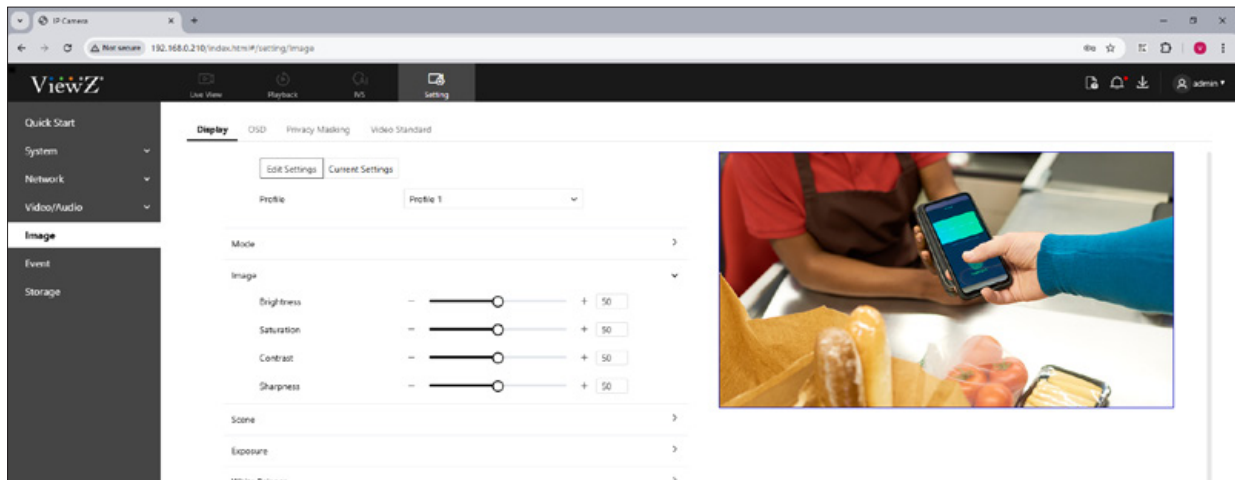 IP Camera
Not secure 192.168.0.210/index.html#/setting/image
ViewZ
Live View Playback IVS Setting
admin
Quick Start
System
Network
Video/Audio
Image
Event
Storage
Display OSD Privacy Masking Video Standard
Edit Settings Current Settings
Profile Profile 1
Mode
Image
Brightness - + 50
Saturation - + 50
Contrast - + 50
Sharpness - + 50
Scene
Exposure